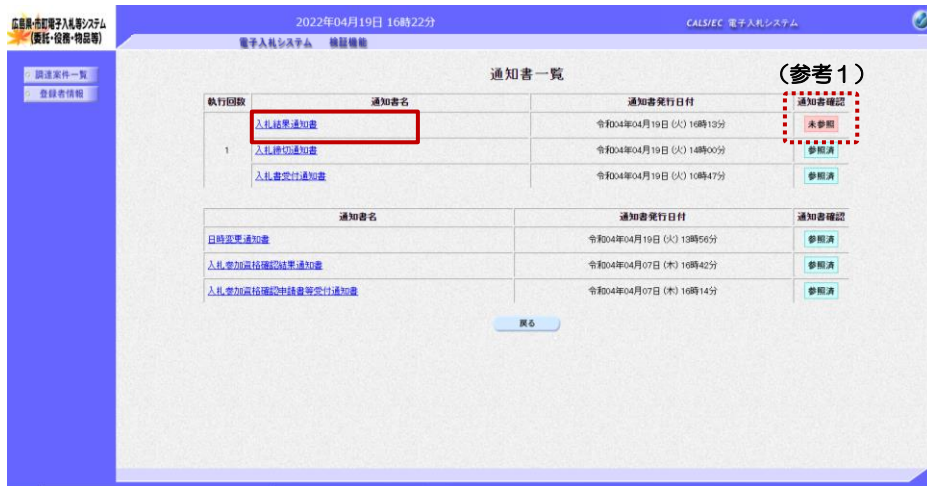 広島県・市町電子入札等システム
(委託・役務・物品等)
2022年04月19日 16時22分
CALS/EC 電子入札システム
電子入札システム 検証機能
調達案件一覧
登録者情報
通知書一覧
(参考1)
執行回数 通知書名 通知書発行日付 通知書確認
入札結果通知書 令和04年04月19日 (火) 16時13分 未参照
1 入札締切通知書 令和04年04月19日 (火) 14時00分 参照済
入札書受付通知書 令和04年04月19日 (火) 10時47分 参照済
通知書名 通知書発行日付 通知書確認
日時変更通知書 令和04年04月19日 (火) 13時56分 参照済
入札参加資格確認結果通知書 令和04年04月07日 (木) 16時42分 参照済
入札参加資格確認申請書等受付通知書 令和04年04月07日 (木) 16時14分 参照済
戻る